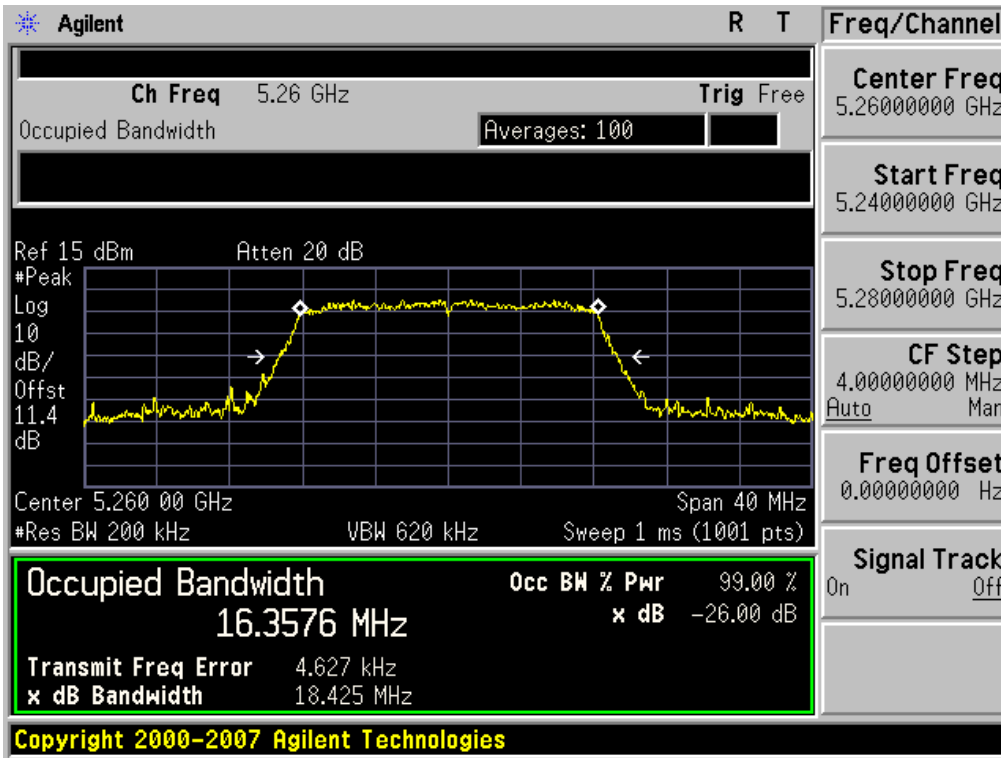 Agilent R T Freq/Channel
Ch Freq 5.26 GHz Trig Free
Occupied Bandwidth Averages: 100
Center Freq
5.26000000 GHz
Start Freq
5.24000000 GHz
Stop Freq
5.28000000 GHz
CF Step
4.00000000 MHz
Auto Man
Freq Offset
0.00000000 Hz
Signal Track
On Off
Ref 15 dBm Atten 20 dB
#Peak
Log
10
dB/
Offst
11.4
dB
Center 5.260 00 GHz Span 40 MHz
#Res BW 200 kHz VBW 620 kHz Sweep 1 ms (1001 pts)
Occupied Bandwidth Occ BW % Pwr 99.00 %
16.3576 MHz x dB -26.00 dB
Transmit Freq Error 4.627 kHz
x dB Bandwidth 18.425 MHz
Copyright 2000-2007 Agilent Technologies